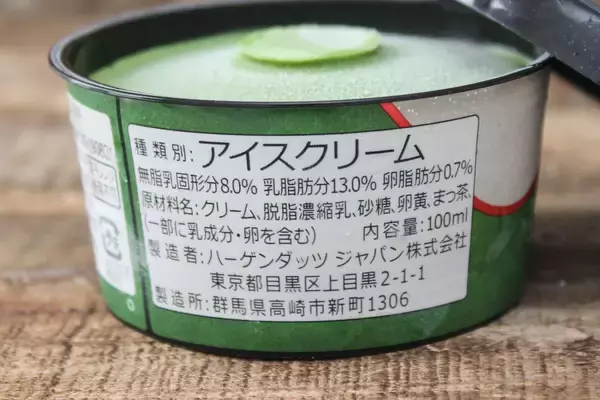 種類別:アイスクリーム
無脂乳固形分8.0% 乳脂肪分13.0% 卵脂肪分0.7%
原材料名:クリーム、脱脂濃縮乳、砂糖、卵黄、まっ茶、
(一部に乳成分・卵を含む) 内容量:100ml
製造者:ハーゲンダッツ ジャパン株式会社
東京都目黒区上目黒2-1-1
製造所:群馬県高崎市新町1306